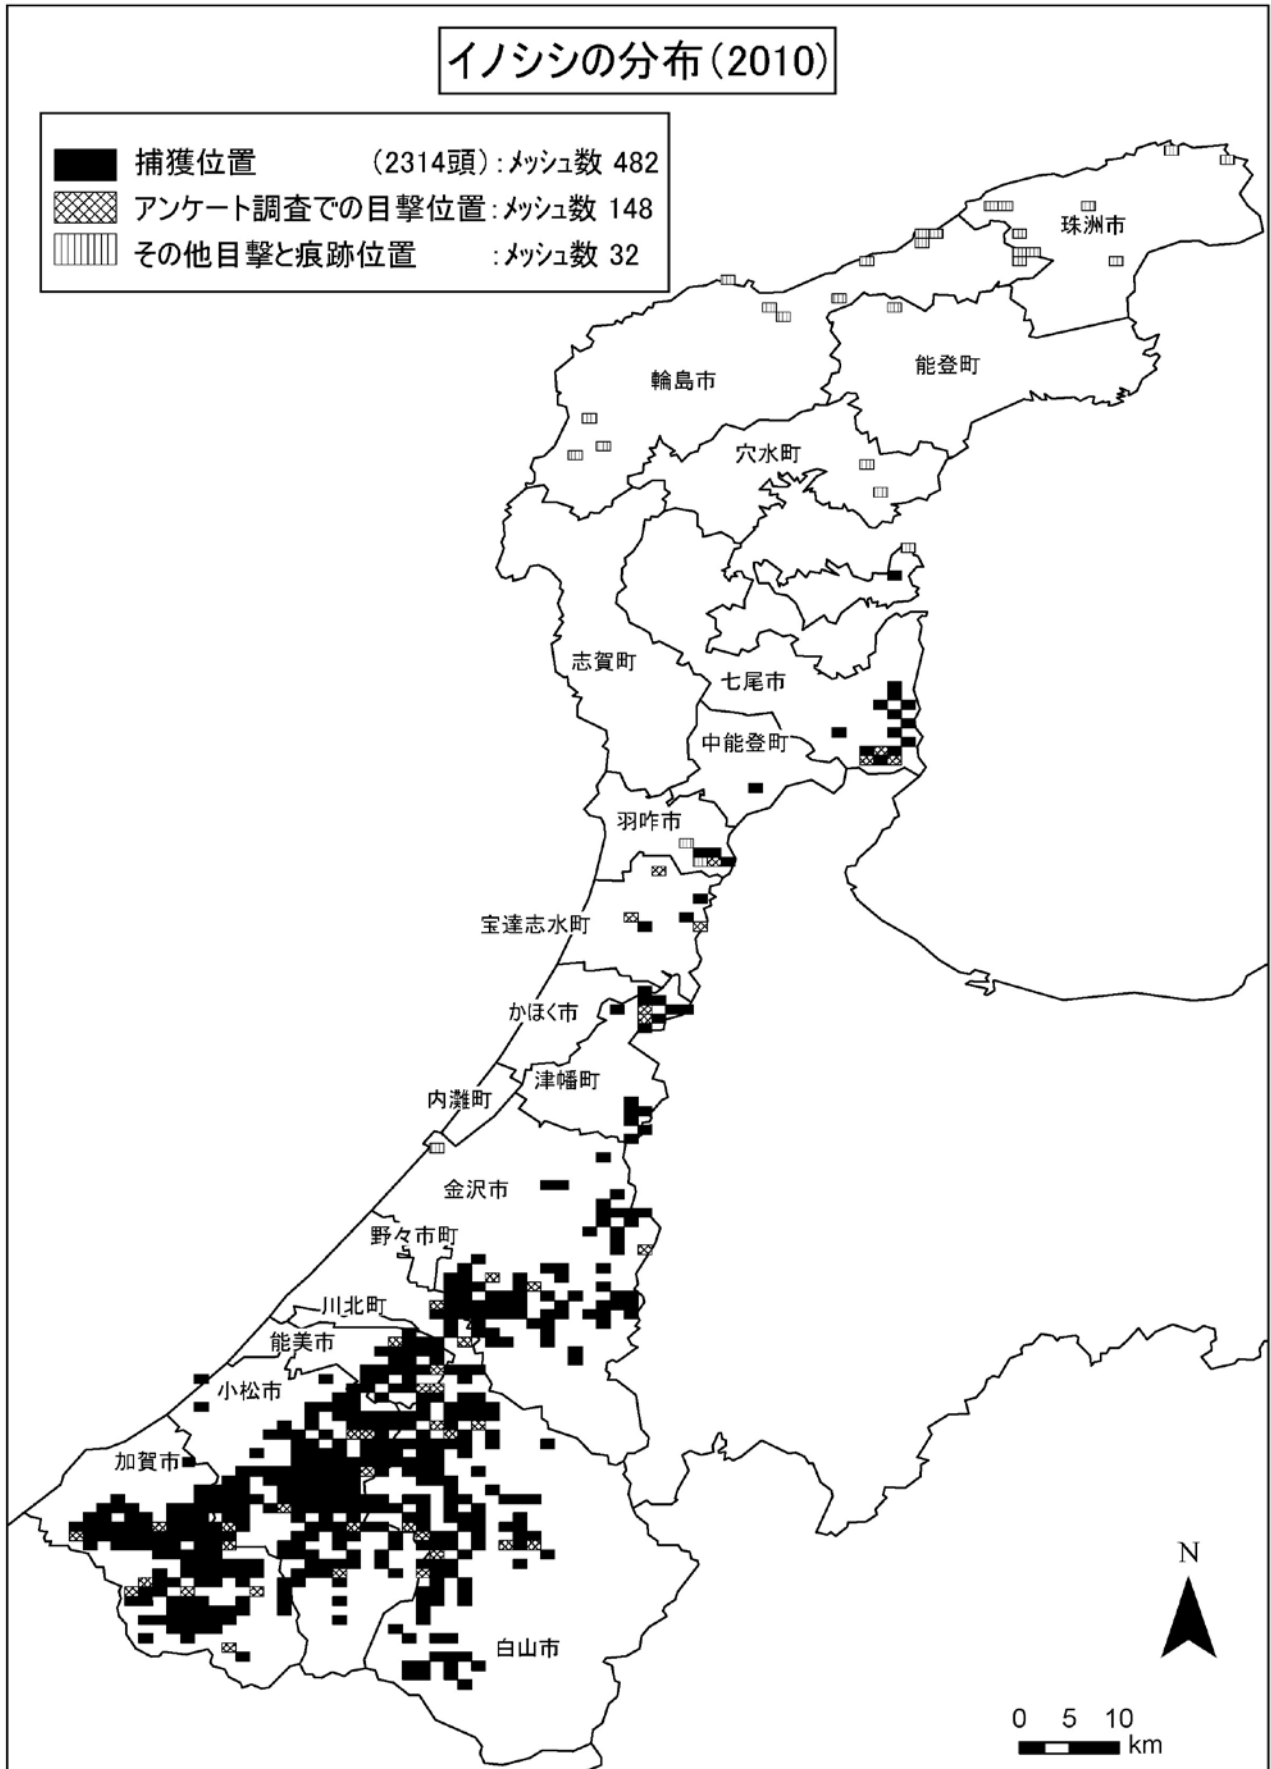 イノシシの分布(2010)
捕獲位置 (2314頭):メッシュ数 482
アンケート調査での目撃位置:メッシュ数 148
その他目撃と痕跡位置 :メッシュ数 32
珠洲市
能登町
輪島市
穴水町
志賀町
七尾市
中能登町
羽咋市
宝達志水町
かほく市
津幡町
内灘町
金沢市
野々市町
川北町
能美市
小松市
加賀市
白山市
N
0 5 10
km